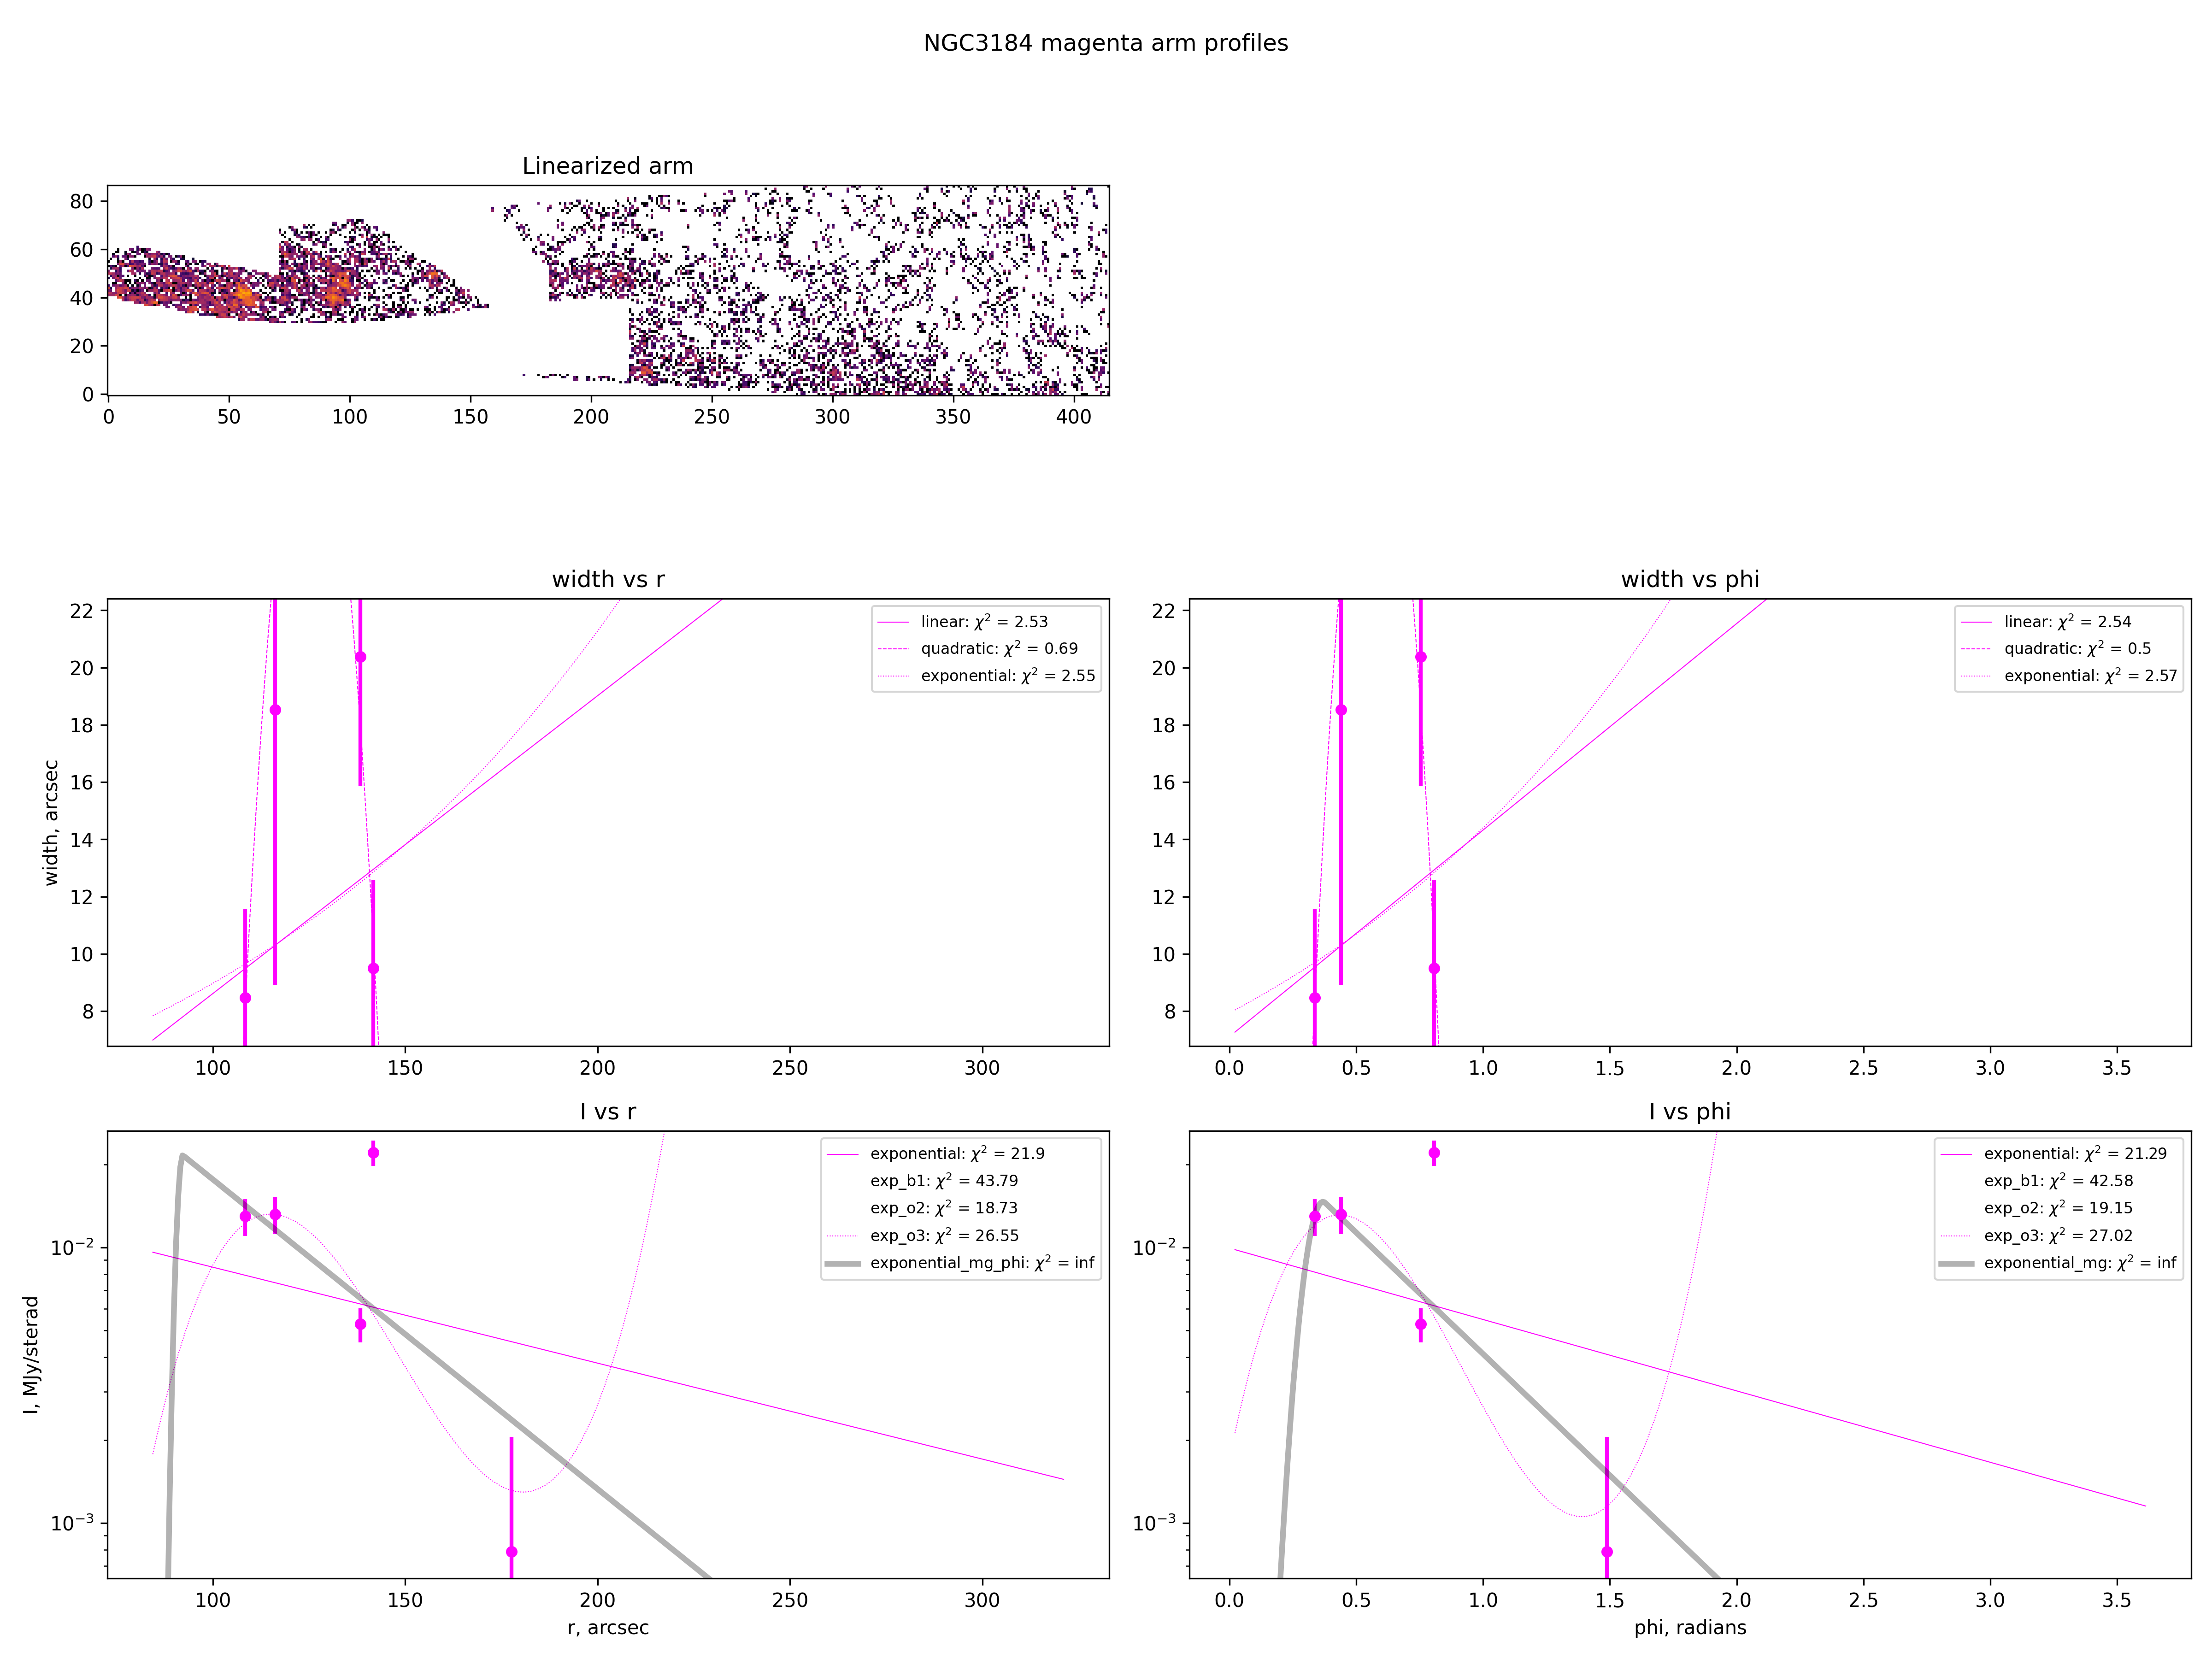 NGC3184 magenta arm profiles
Linearized arm
80
60
40
20
0
0 50 100 150 200 250 300 350 400
width vs r
width, arcsec
22
20
18
16
14
12
10
8
100 150 200 250 300
linear: χ² = 2.53
quadratic: χ² = 0.69
exponential: χ² = 2.55
width vs phi
22
20
18
16
14
12
10
8
0.0 0.5 1.0 1.5 2.0 2.5 3.0 3.5
linear: χ² = 2.54
quadratic: χ² = 0.5
exponential: χ² = 2.57
I vs r
I, MJy/sterad
10⁻²
10⁻³
100 150 200 250 300
r, arcsec
exponential: χ² = 21.9
exp_b1: χ² = 43.79
exp_o2: χ² = 18.73
exp_o3: χ² = 26.55
exponential_mg_phi: χ² = inf
I vs phi
10⁻²
10⁻³
0.0 0.5 1.0 1.5 2.0 2.5 3.0 3.5
phi, radians
exponential: χ² = 21.29
exp_b1: χ² = 42.58
exp_o2: χ² = 19.15
exp_o3: χ² = 27.02
exponential_mg: χ² = inf